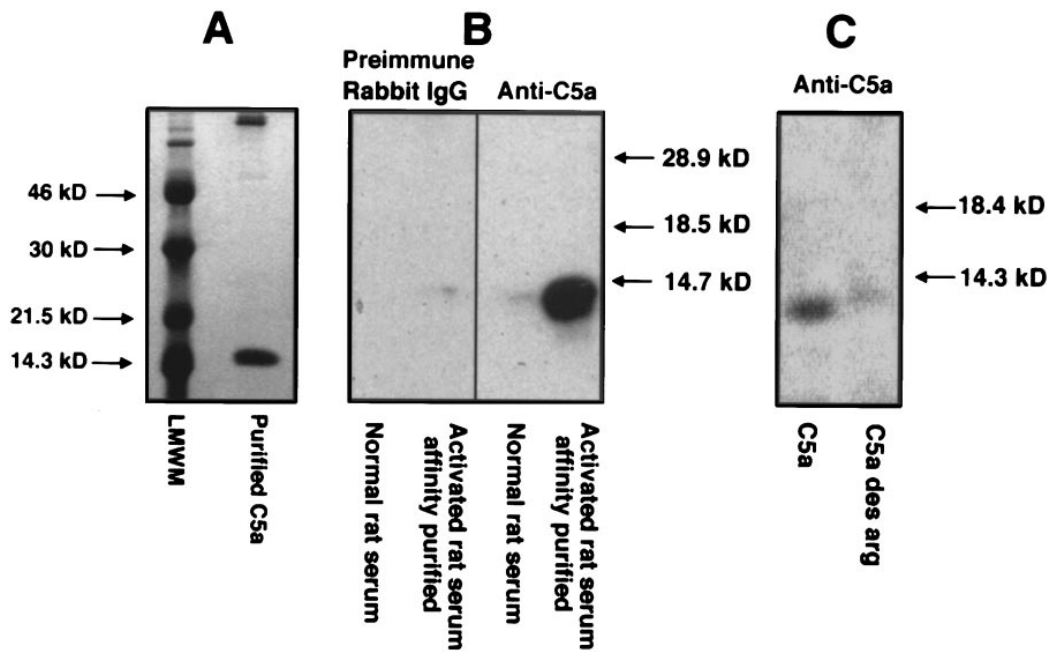 A
B
C
Preimmune
Rabbit IgG
Anti-C5a
Anti-C5a
46 kD
30 kD
21.5 kD
14.3 kD
28.9 kD
18.5 kD
14.7 kD
18.4 kD
14.3 kD
LMWM
Purified C5a
Normal rat serum
Activated rat serum
affinity purified
Normal rat serum
Activated rat serum
affinity purified
C5a
C5a des arg